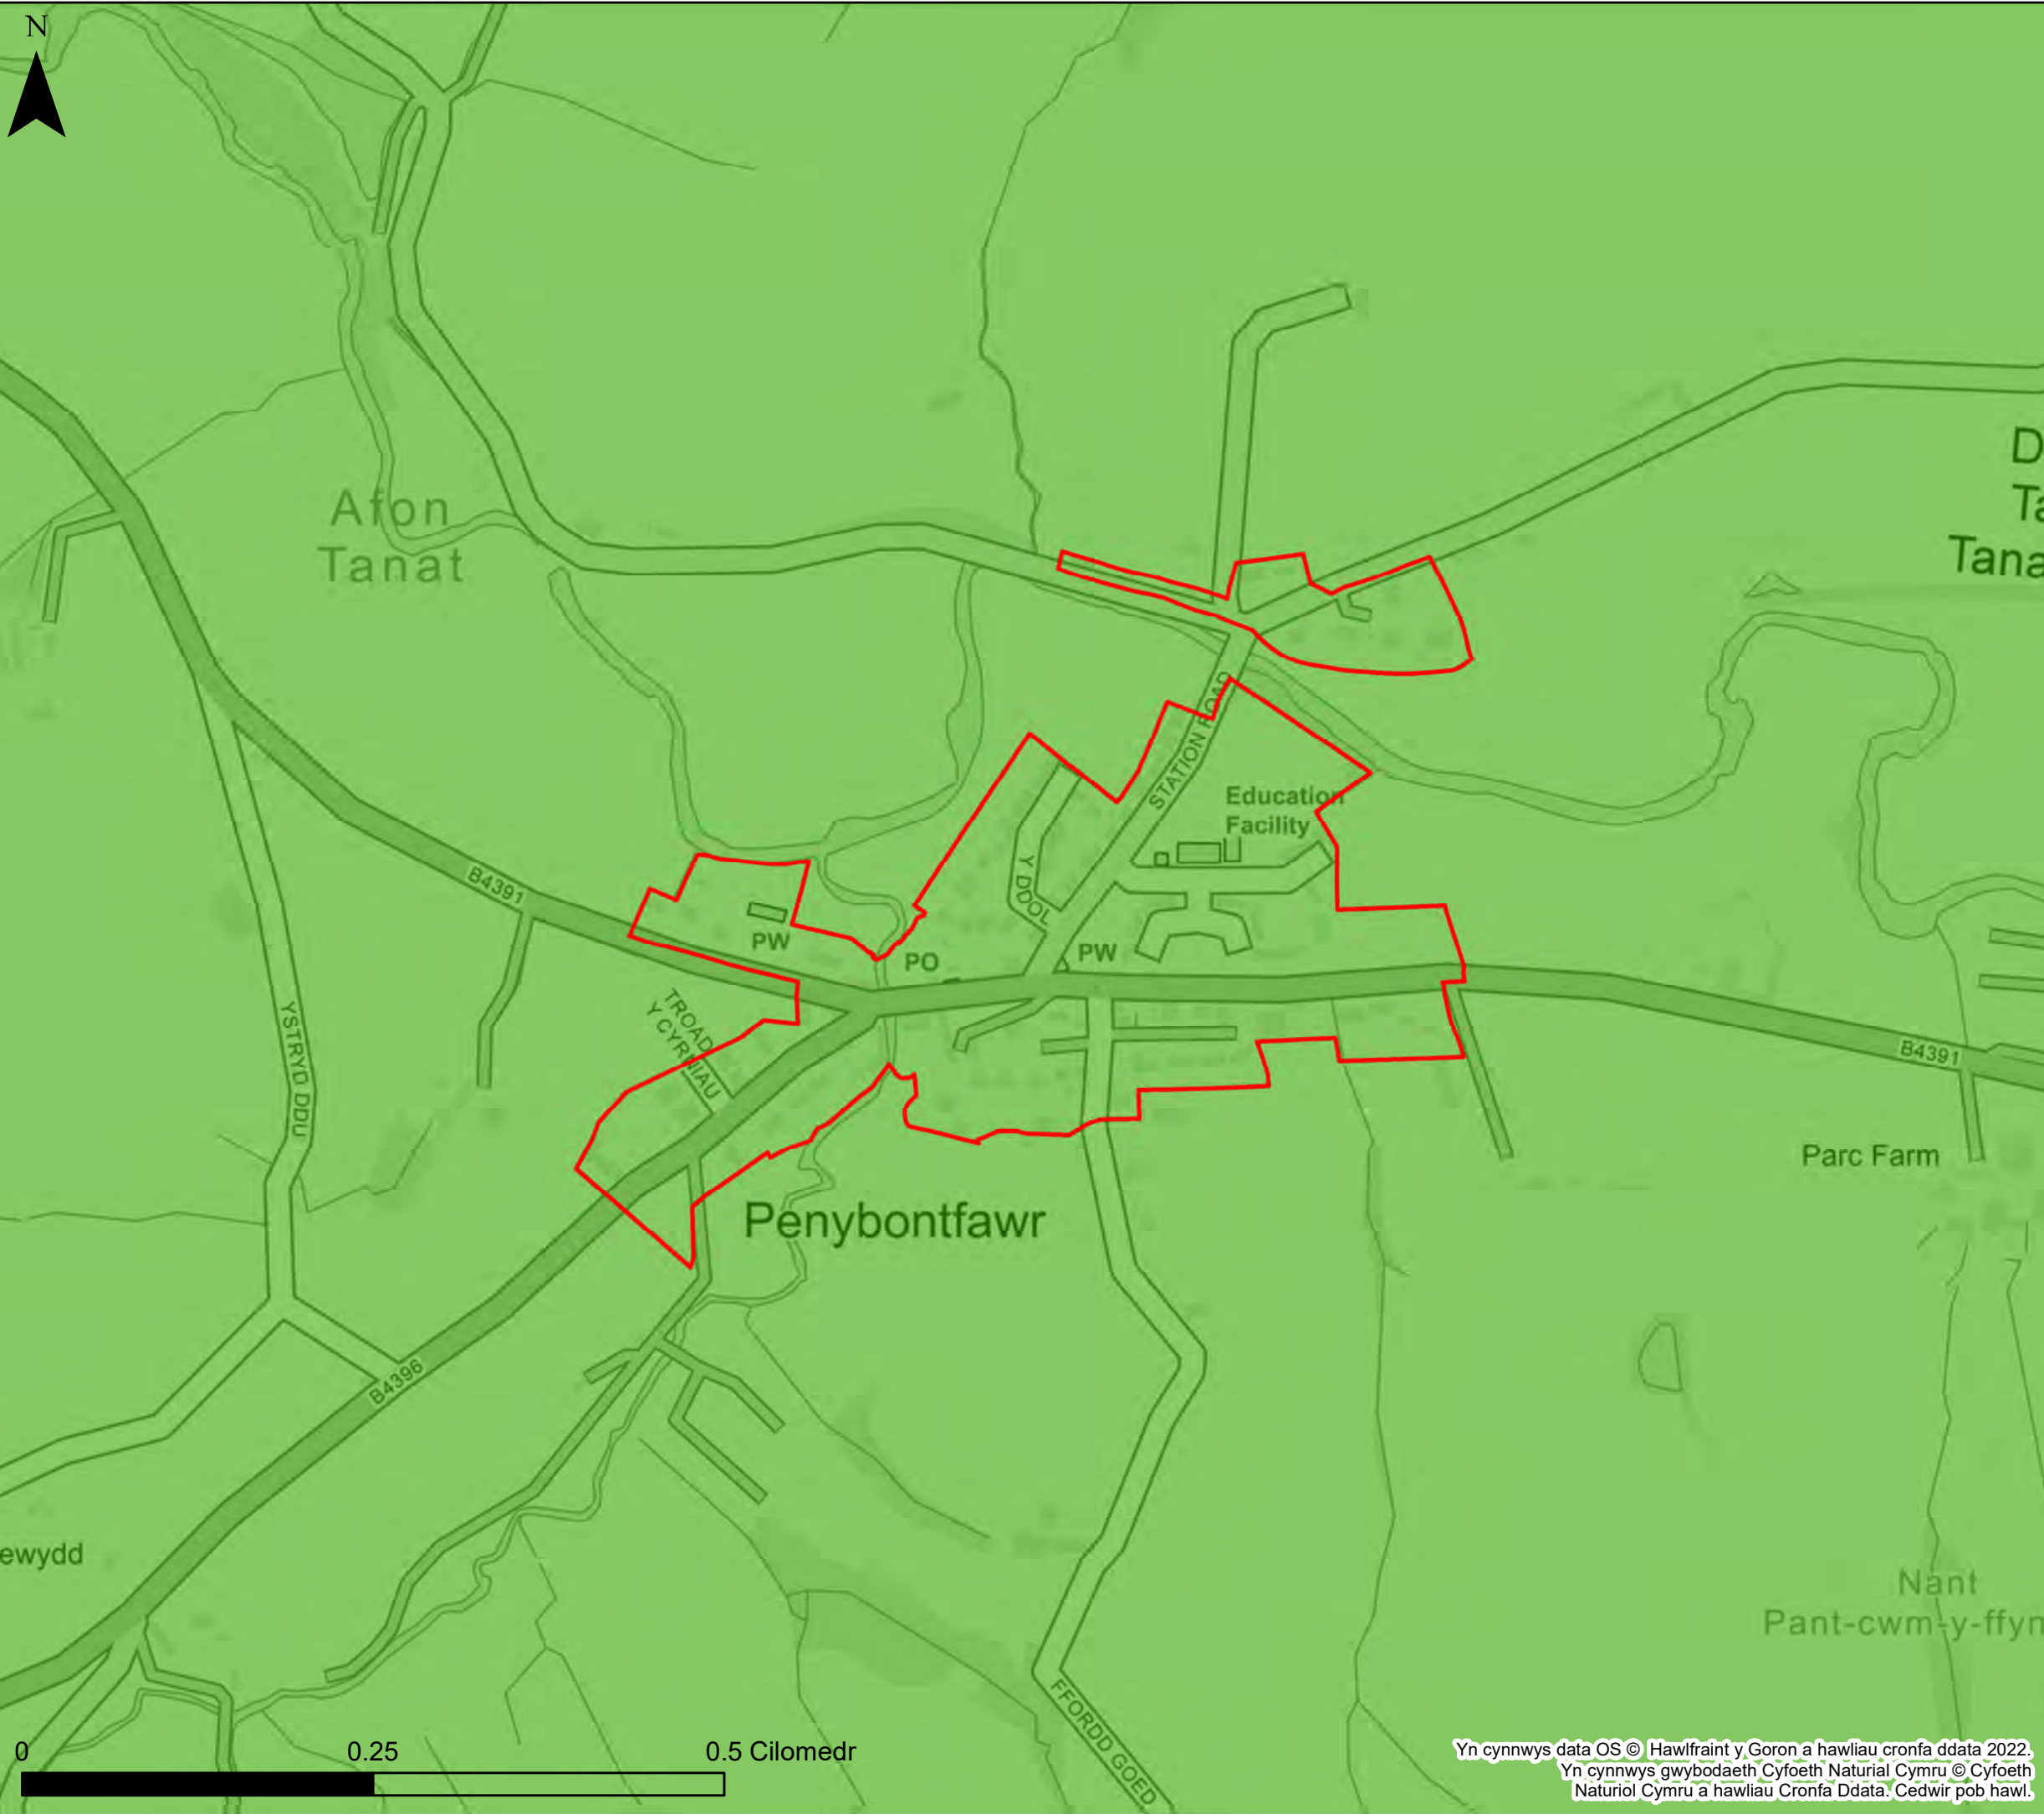 N
D
Ta
Tana
Afon
Tanat
STATION ROAD
Education
Facility
Y DDOL
B4391
PW
PO
PW
TROAD
Y CYRNIAU
YSTRYD DDU
B4391
Parc Farm
Penybontfawr
B4396
ewydd
Nant
Pant-cwm-y-ffyn
FFORDD GOED
0 0.25 0.5 Cilomedr
Yn cynnwys data OS © Hawlfraint y Goron a hawliau cronfa ddata 2022.
Yn cynnwys gwybodaeth Cyfoeth Naturial Cymru © Cyfoeth
Naturiol Cymru a hawliau Cronfa Ddata. Cedwir pob hawl.